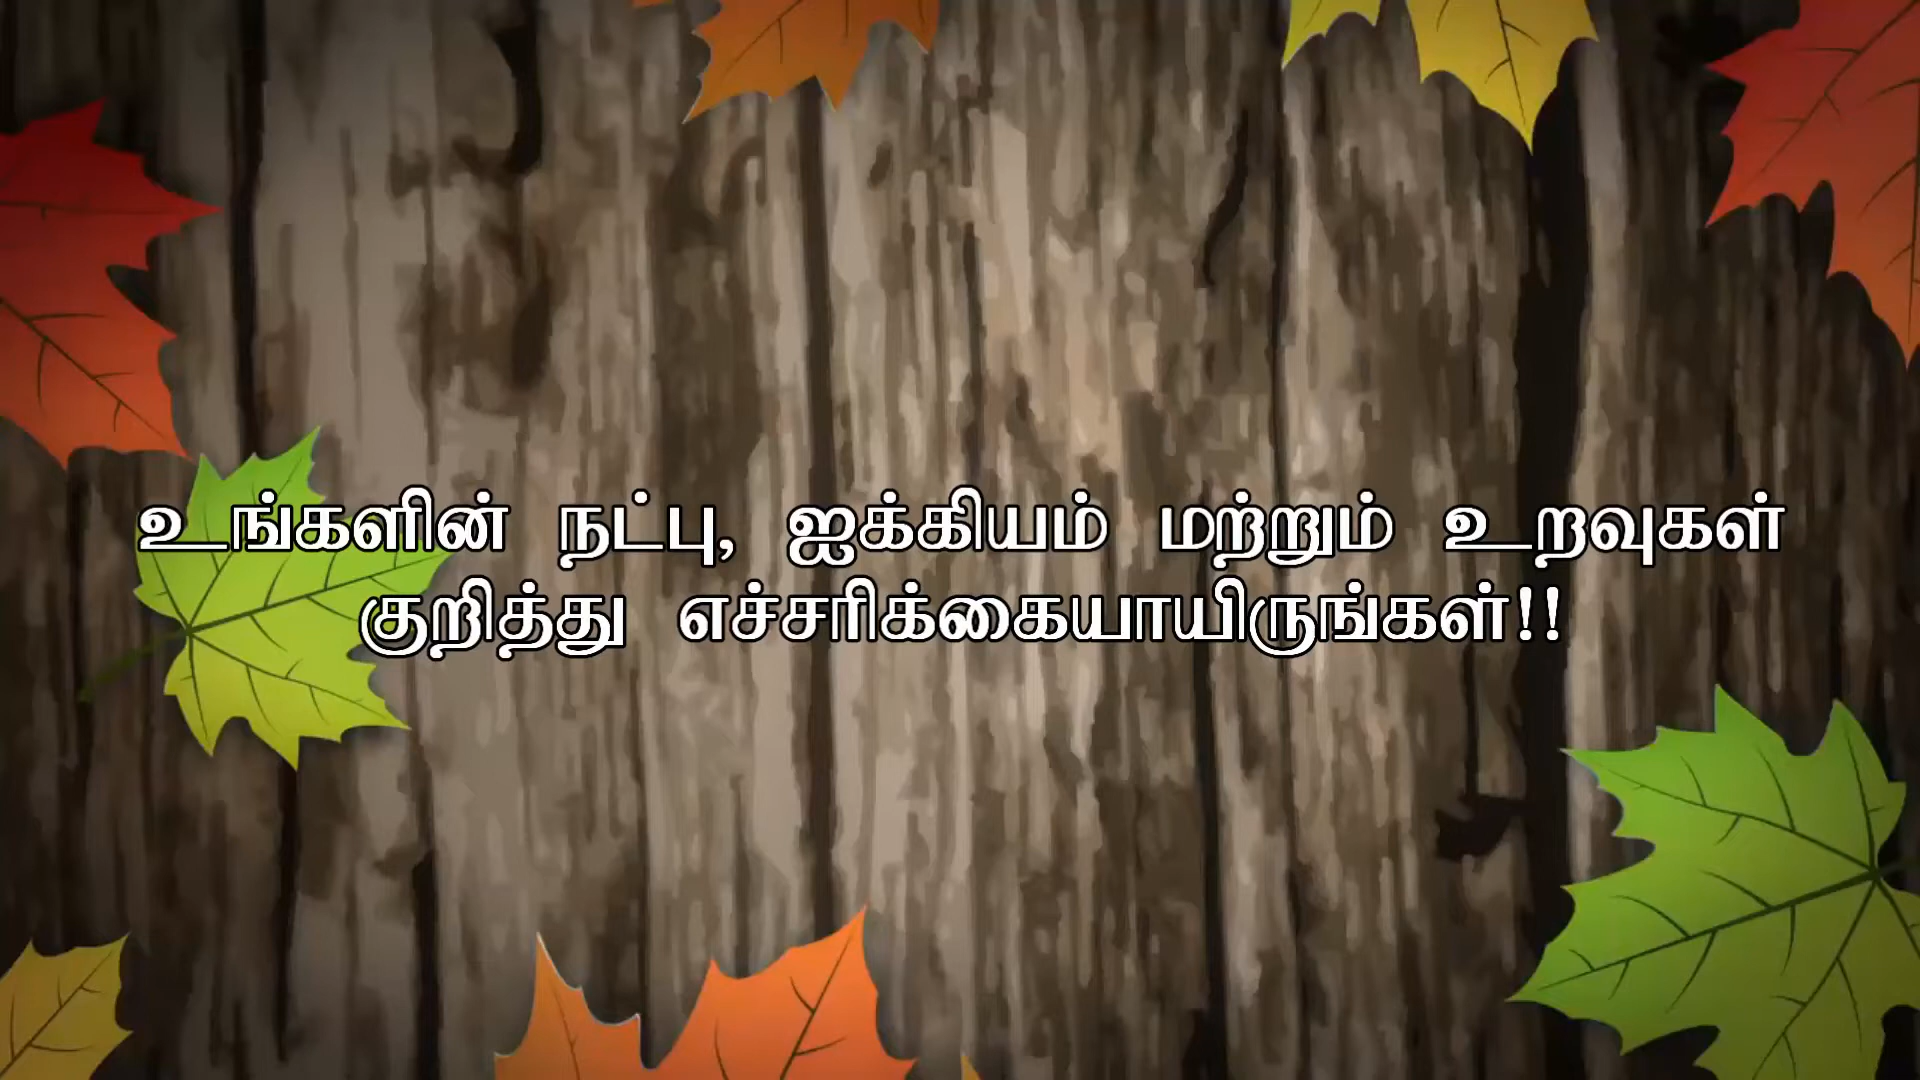 உங்களின் நட்பு, ஐக்கியம் மற்றும் உறவுகள்
குறித்து எச்சரிக்கையாயிருங்கள்!!